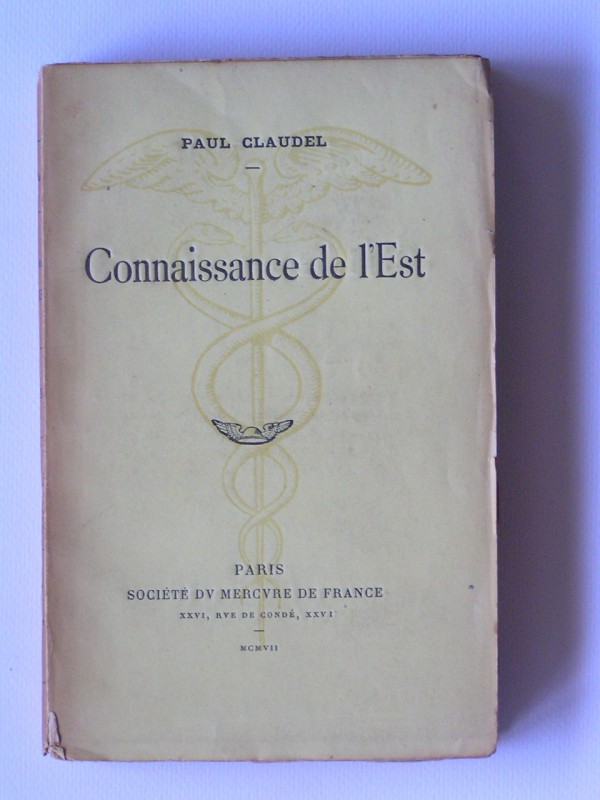 PAUL CLAUDEL
—
Connaissance de l'Est
PARIS
SOCIÉTÉ DV MERCVRE DE FRANCE
XXVI, RVE DE CONDÉ, XXVI
—
MCMVII